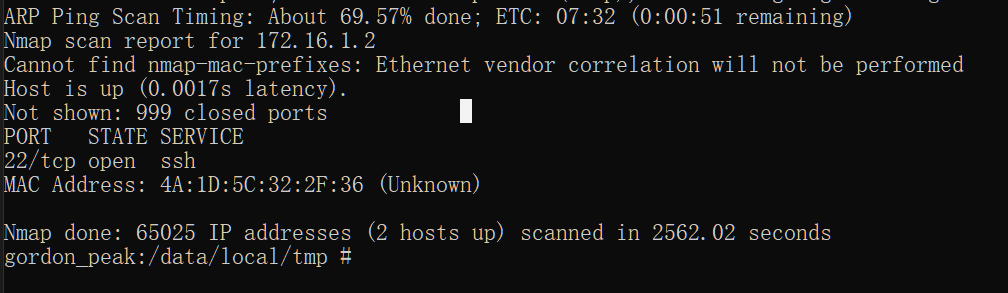 ARP Ping Scan Timing: About 69.57% done; ETC: 07:32 (0:00:51 remaining)
Nmap scan report for 172.16.1.2
Cannot find nmap-mac-prefixes: Ethernet vendor correlation will not be performed
Host is up (0.0017s latency).
Not shown: 999 closed ports
PORT   STATE SERVICE
22/tcp open  ssh
MAC Address: 4A:1D:5C:32:2F:36 (Unknown)
Nmap done: 65025 IP addresses (2 hosts up) scanned in 2562.02 seconds
gordon_peak:/data/local/tmp #